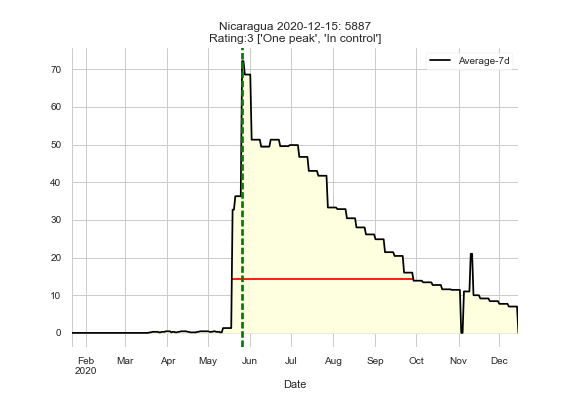 Nicaragua 2020-12-15: 5887
Rating:3 ['One peak', 'In control']
Average-7d
70
60
50
40
30
20
10
0
Feb Mar Apr May Jun Jul Aug Sep Oct Nov Dec
2020
Date